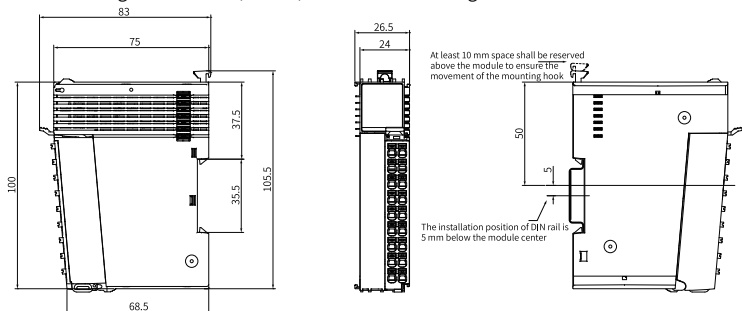 83
75
100
37.5
35.5
105.5
68.5
26.5
24
At least 10 mm space shall be reserved
above the module to ensure the
movement of the mounting hook
50
5
The installation position of DIN rail is
5 mm below the module center